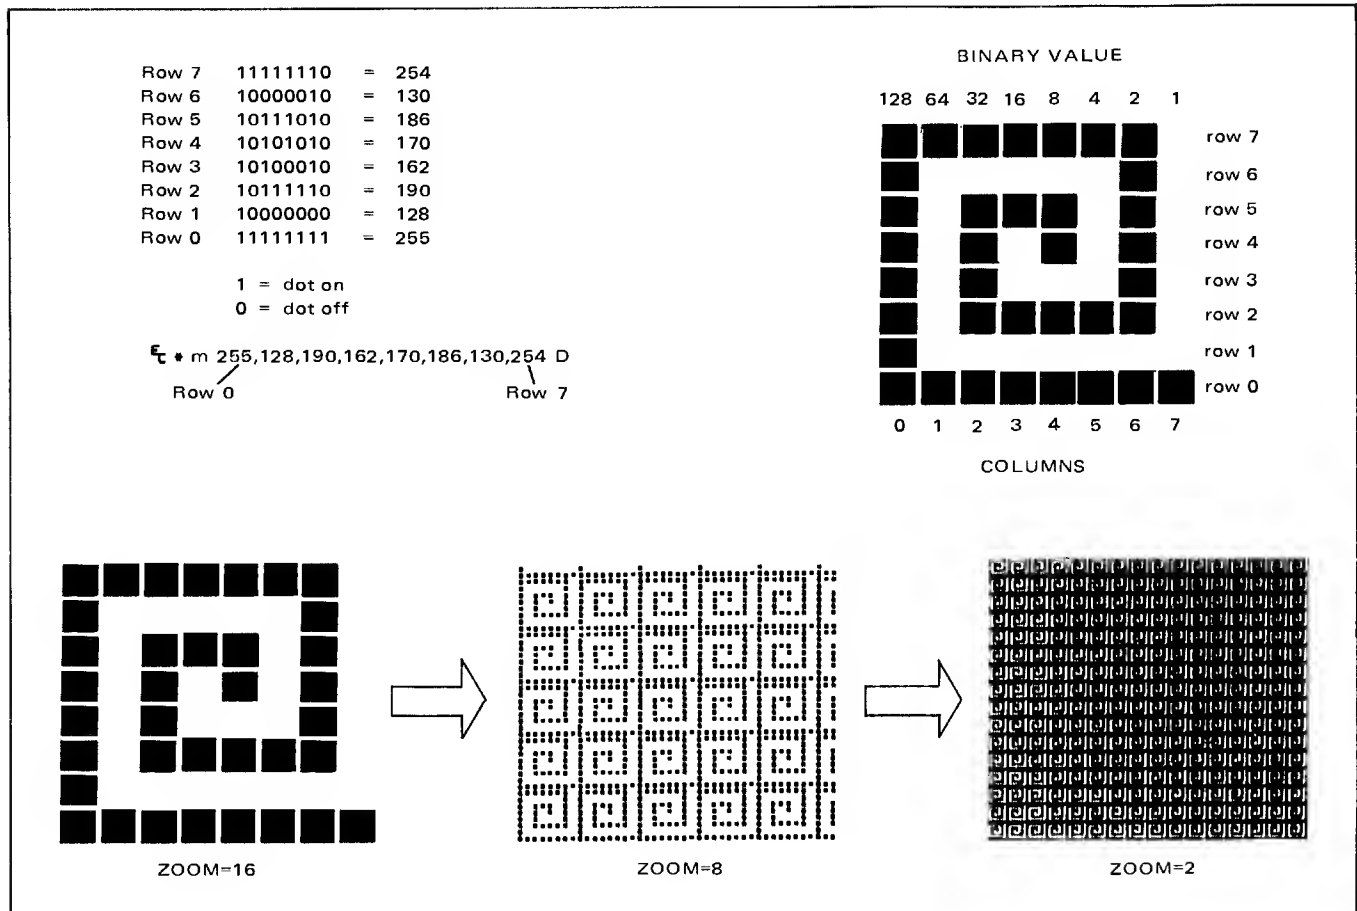 Row 7 11111110 = 254
Row 6 10000010 = 130
Row 5 10111010 = 186
Row 4 10101010 = 170
Row 3 10100010 = 162
Row 2 10111110 = 190
Row 1 10000000 = 128
Row 0 11111111 = 255
1 = dot on
0 = dot off
Ec * m 255,128,190,162,170,186,130,254 D
Row 0 Row 7
BINARY VALUE
128 64 32 16 8 4 2 1
row 7
row 6
row 5
row 4
row 3
row 2
row 1
row 0
0 1 2 3 4 5 6 7
COLUMNS
ZOOM=16
ZOOM=8
ZOOM=2